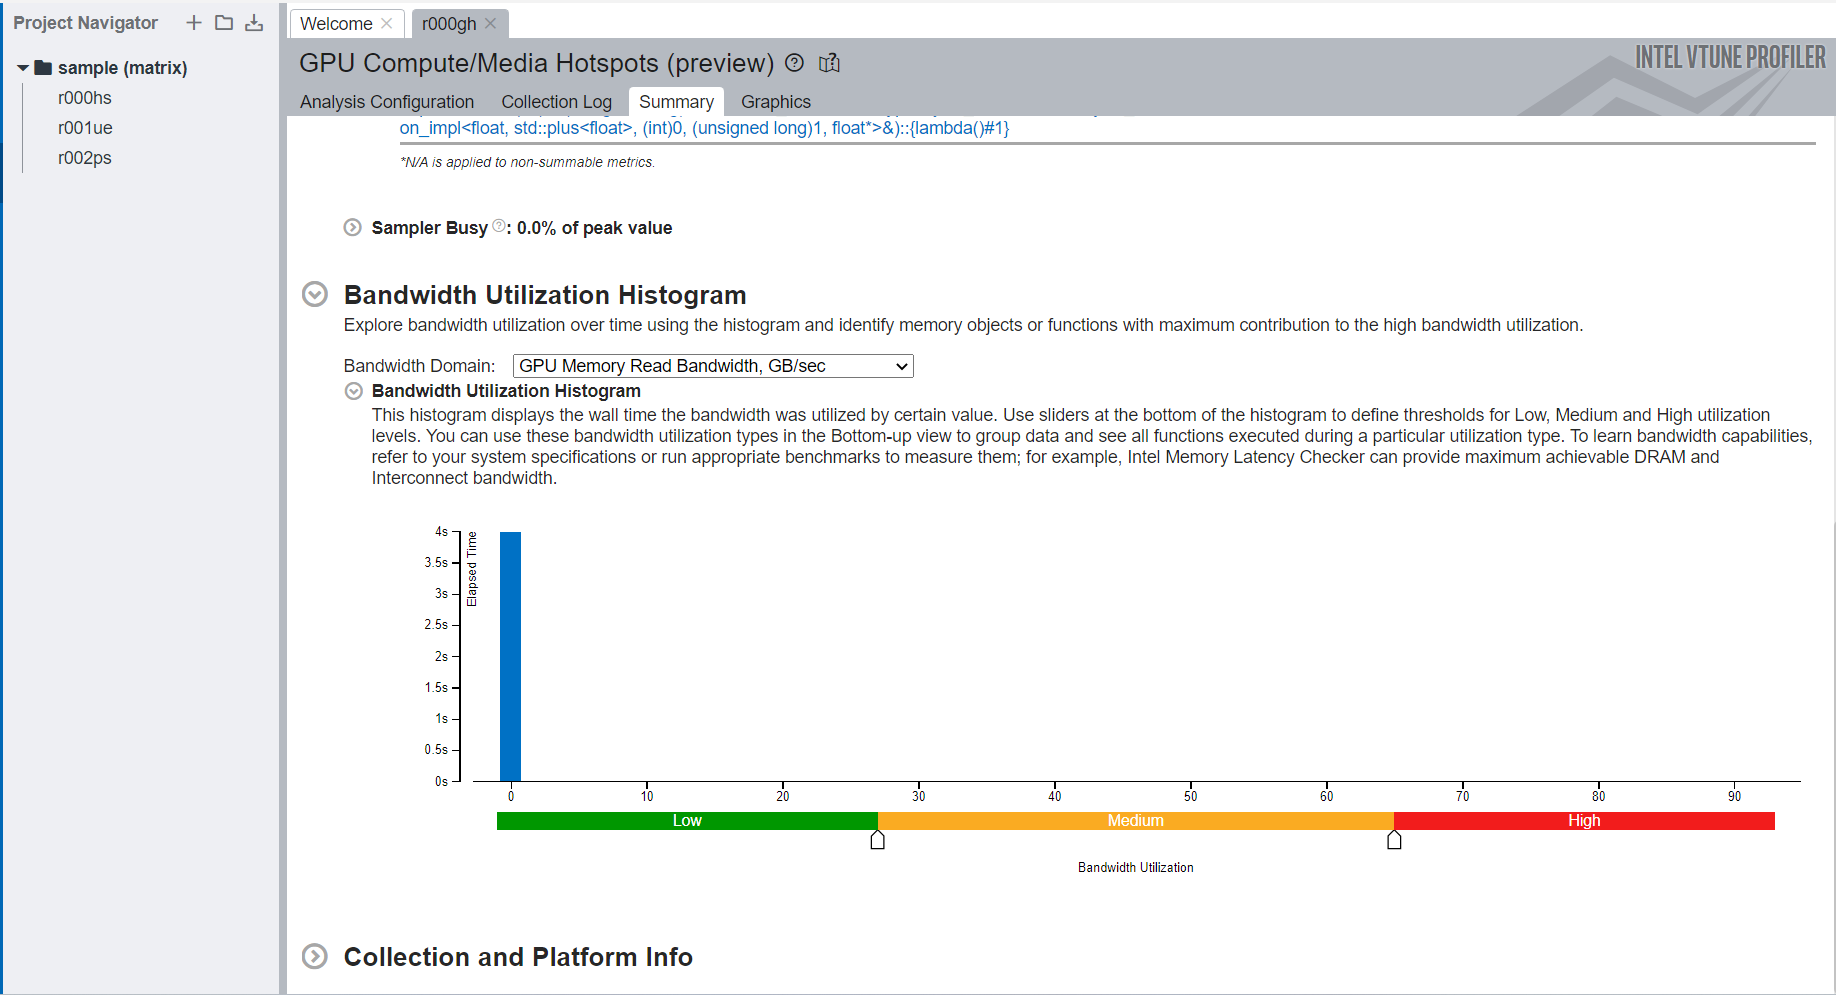 Project Navigator
Welcome
r000gh
GPU Compute/Media Hotspots (preview)
INTEL VTUNE PROFILER
Analysis Configuration
Collection Log
Summary
Graphics
sample (matrix)
r000hs
r001ue
r002ps
on_impl<float, std::plus<float>, (int)0, (unsigned long)1, float*>&)::{lambda()#1}
*N/A is applied to non-summable metrics.
Sampler Busy ?: 0.0% of peak value
Bandwidth Utilization Histogram
Explore bandwidth utilization over time using the histogram and identify memory objects or functions with maximum contribution to the high bandwidth utilization.
Bandwidth Domain: GPU Memory Read Bandwidth, GB/sec
Bandwidth Utilization Histogram
This histogram displays the wall time the bandwidth was utilized by certain value. Use sliders at the bottom of the histogram to define thresholds for Low, Medium and High utilization
levels. You can use these bandwidth utilization types in the Bottom-up view to group data and see all functions executed during a particular utilization type. To learn bandwidth capabilities,
refer to your system specifications or run appropriate benchmarks to measure them; for example, Intel Memory Latency Checker can provide maximum achievable DRAM and
Interconnect bandwidth.
4s
3.5s
3s
2.5s
2s
1.5s
1s
0.5s
0s
Elapsed Time
0 10 20 30 40 50 60 70 80 90
Low Medium High
Bandwidth Utilization
Collection and Platform Info